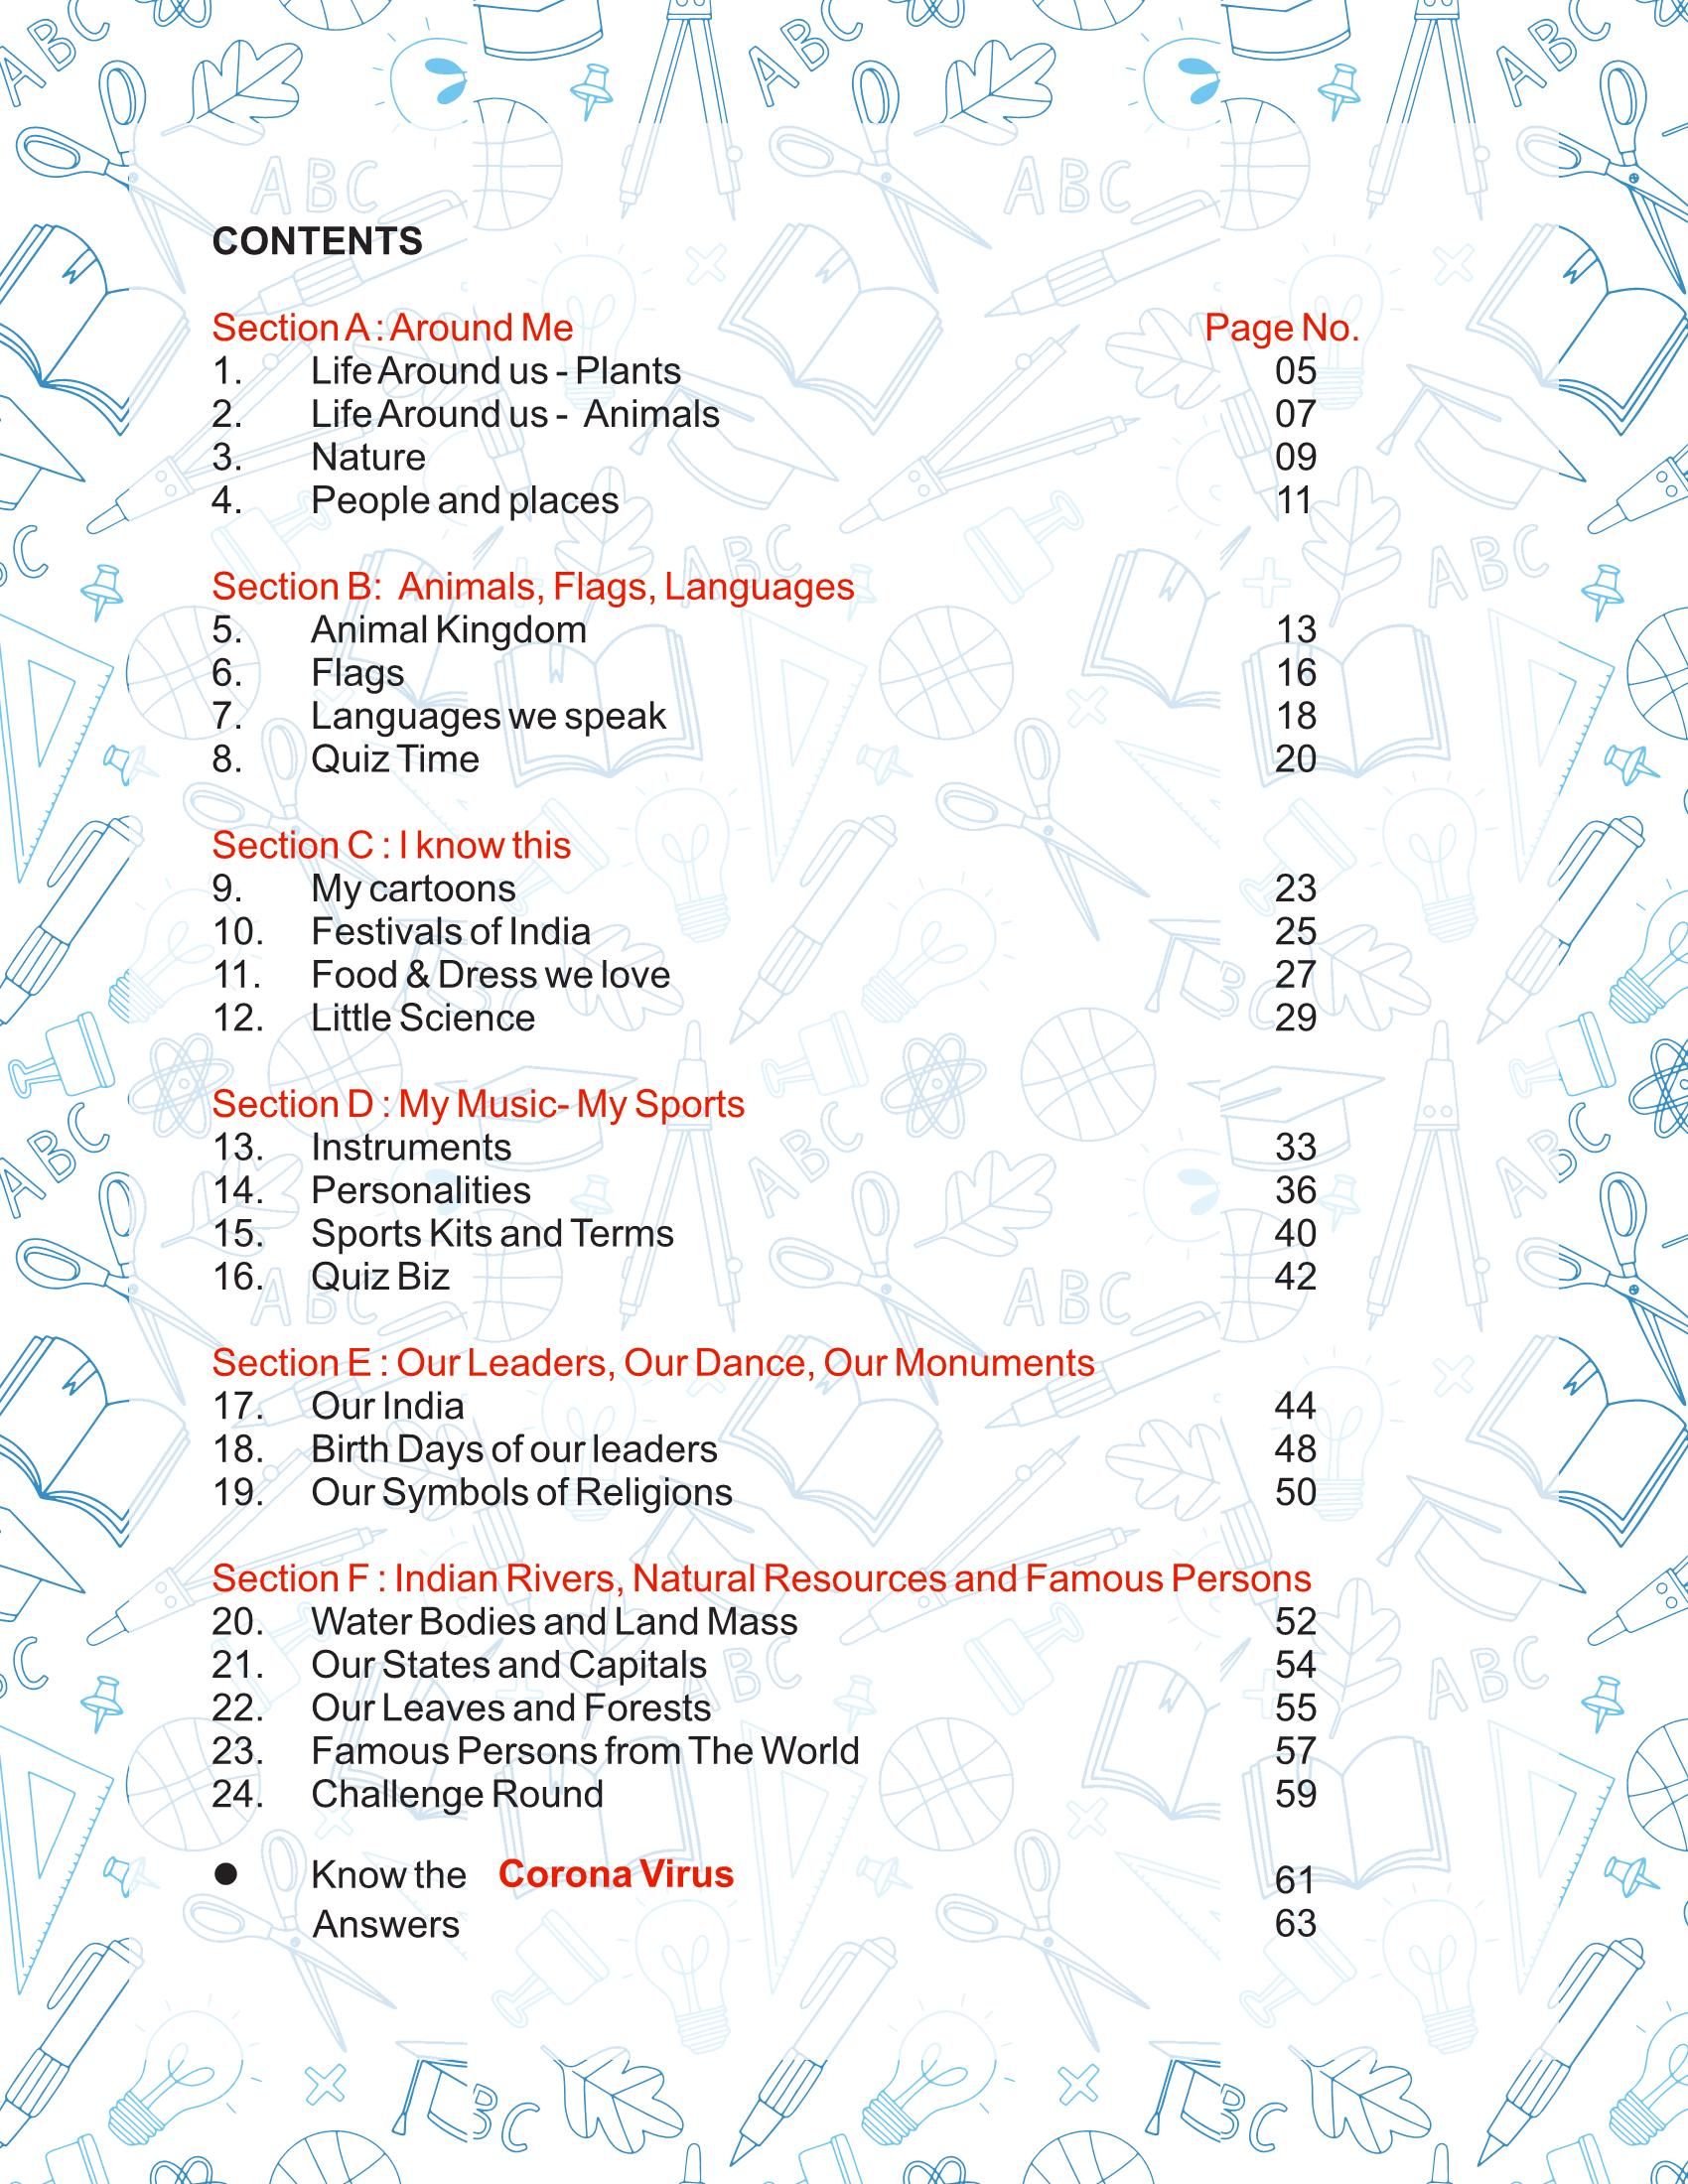 CONTENTS
Section A : Around Me Page No.
1. Life Around us - Plants 05
2. Life Around us - Animals 07
3. Nature 09
4. People and places 11
Section B: Animals, Flags, Languages
5. Animal Kingdom 13
6. Flags 16
7. Languages we speak 18
8. Quiz Time 20
Section C : I know this
9. My cartoons 23
10. Festivals of India 25
11. Food & Dress we love 27
12. Little Science 29
Section D : My Music- My Sports
13. Instruments 33
14. Personalities 36
15. Sports Kits and Terms 40
16. Quiz Biz 42
Section E : Our Leaders, Our Dance, Our Monuments
17. Our India 44
18. Birth Days of our leaders 48
19. Our Symbols of Religions 50
Section F : Indian Rivers, Natural Resources and Famous Persons
20. Water Bodies and Land Mass 52
21. Our States and Capitals 54
22. Our Leaves and Forests 55
23. Famous Persons from The World 57
24. Challenge Round 59
● Know the Corona Virus 61
Answers 63